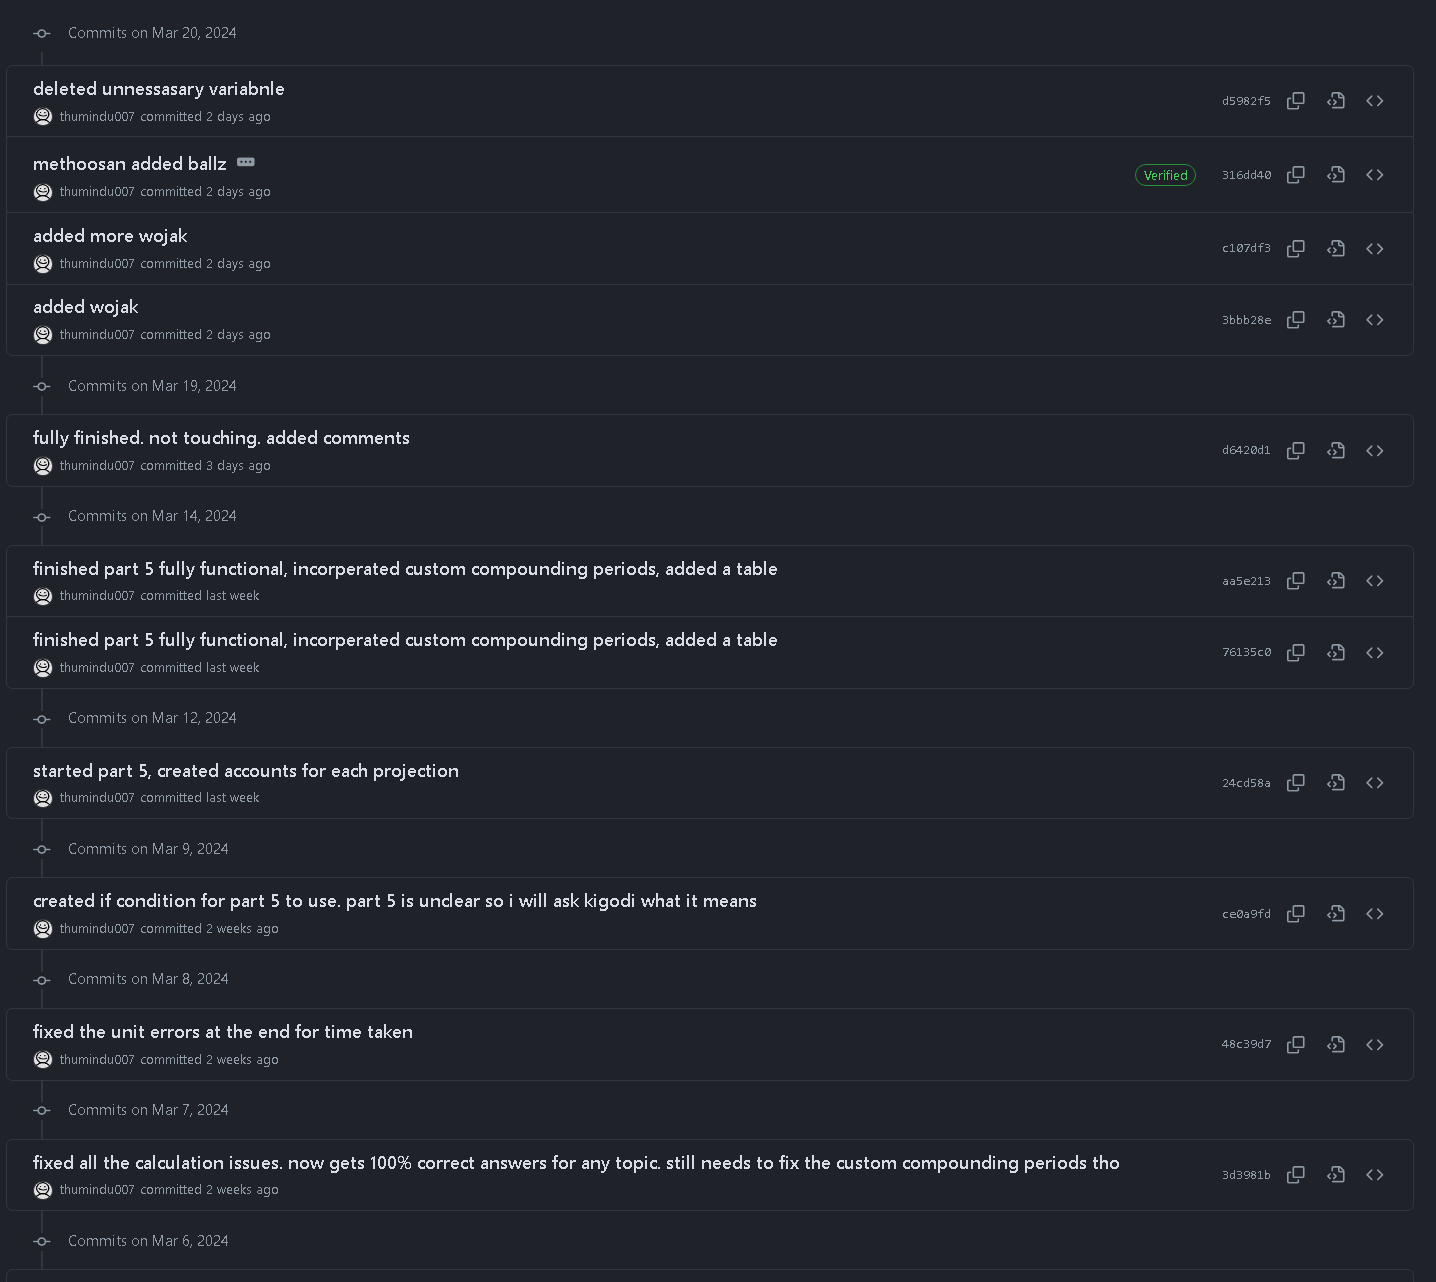 Commits on Mar 20, 2024
deleted unnessasary variabnle
thumindu007 committed 2 days ago
d5982f5
methoosan added ballz
thumindu007 committed 2 days ago
Verified
316dd40
added more wojak
thumindu007 committed 2 days ago
c107df3
added wojak
thumindu007 committed 2 days ago
3bbb28e
Commits on Mar 19, 2024
fully finished. not touching. added comments
thumindu007 committed 3 days ago
d6420d1
Commits on Mar 14, 2024
finished part 5 fully functional, incorperated custom compounding periods, added a table
thumindu007 committed last week
aa5e213
finished part 5 fully functional, incorperated custom compounding periods, added a table
thumindu007 committed last week
76135c0
Commits on Mar 12, 2024
started part 5, created accounts for each projection
thumindu007 committed last week
24cd58a
Commits on Mar 9, 2024
created if condition for part 5 to use. part 5 is unclear so i will ask kigodi what it means
thumindu007 committed 2 weeks ago
ce0a9fd
Commits on Mar 8, 2024
fixed the unit errors at the end for time taken
thumindu007 committed 2 weeks ago
48c39d7
Commits on Mar 7, 2024
fixed all the calculation issues. now gets 100% correct answers for any topic. still needs to fix the custom compounding periods tho
thumindu007 committed 2 weeks ago
3d3981b
Commits on Mar 6, 2024